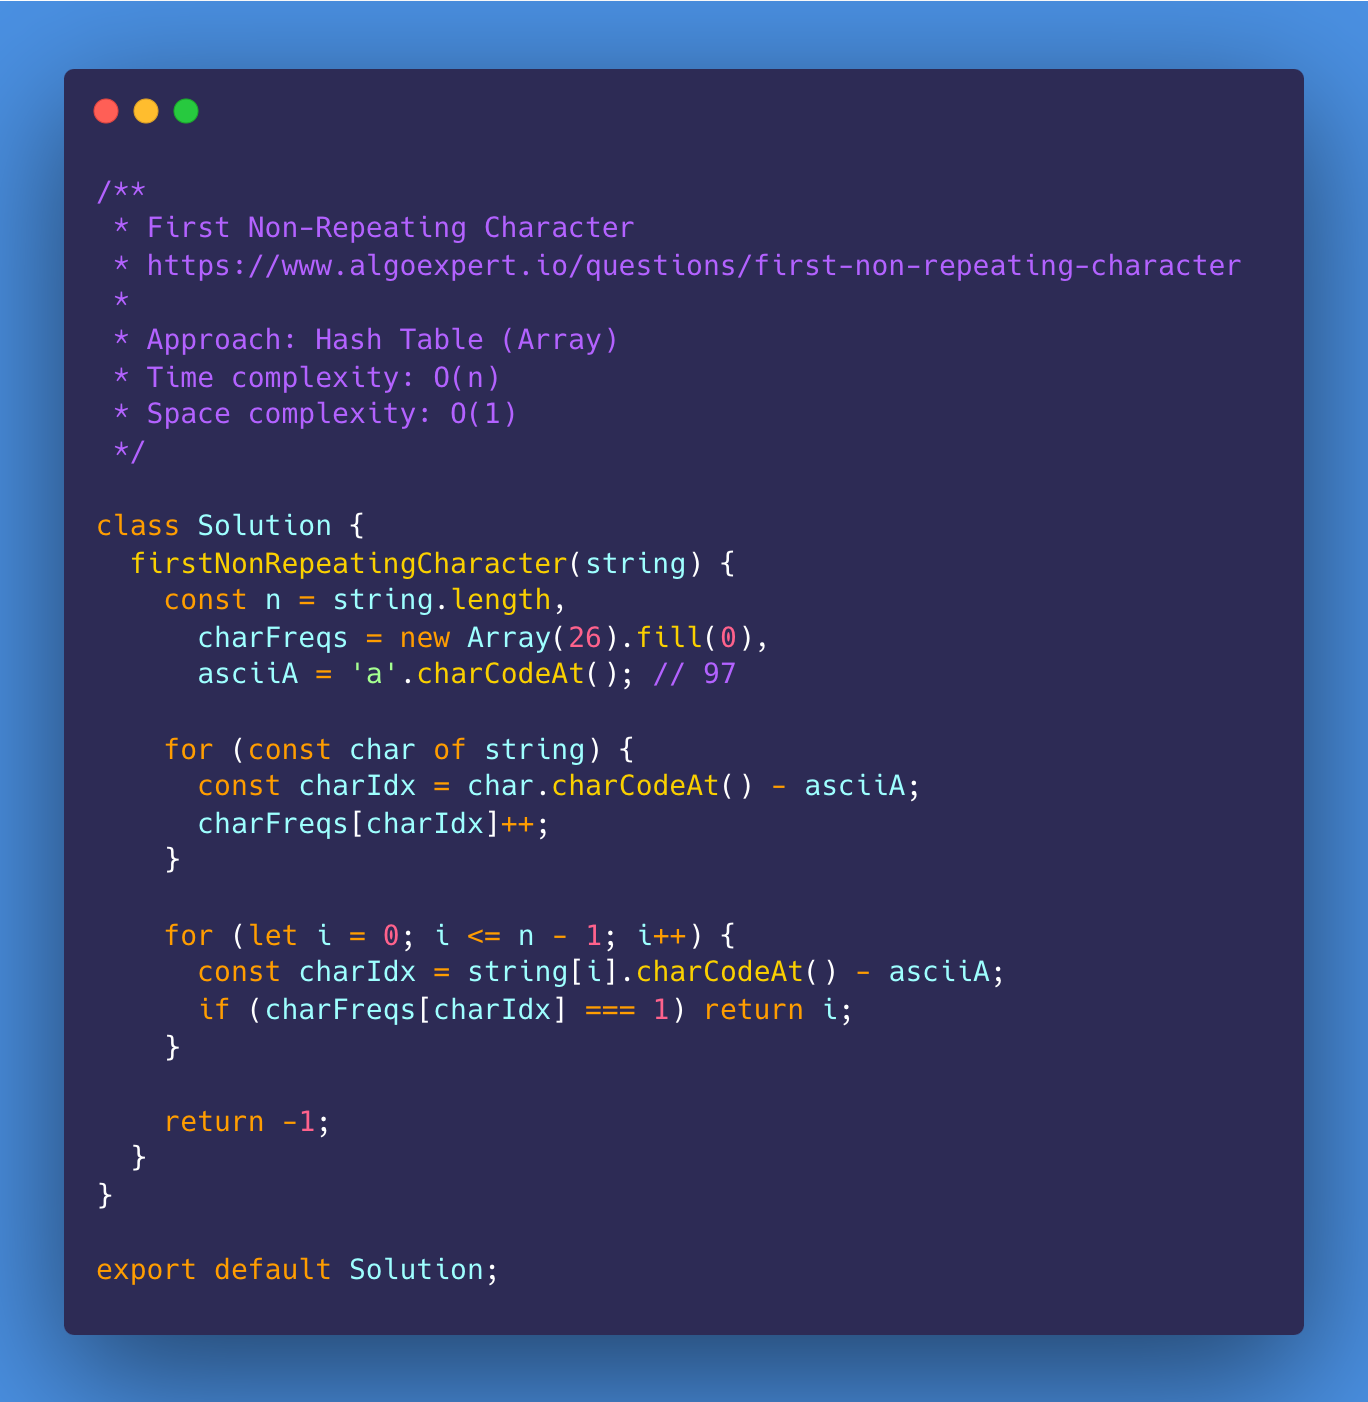 /**
 * First Non-Repeating Character
 * https://www.algoexpert.io/questions/first-non-repeating-character
 *
 * Approach: Hash Table (Array)
 * Time complexity: O(n)
 * Space complexity: O(1)
 */

class Solution {
  firstNonRepeatingCharacter(string) {
    const n = string.length,
      charFreqs = new Array(26).fill(0),
      asciiA = 'a'.charCodeAt(); // 97

    for (const char of string) {
      const charIdx = char.charCodeAt() - asciiA;
      charFreqs[charIdx]++;
    }

    for (let i = 0; i <= n - 1; i++) {
      const charIdx = string[i].charCodeAt() - asciiA;
      if (charFreqs[charIdx] === 1) return i;
    }

    return -1;
  }
}

export default Solution;